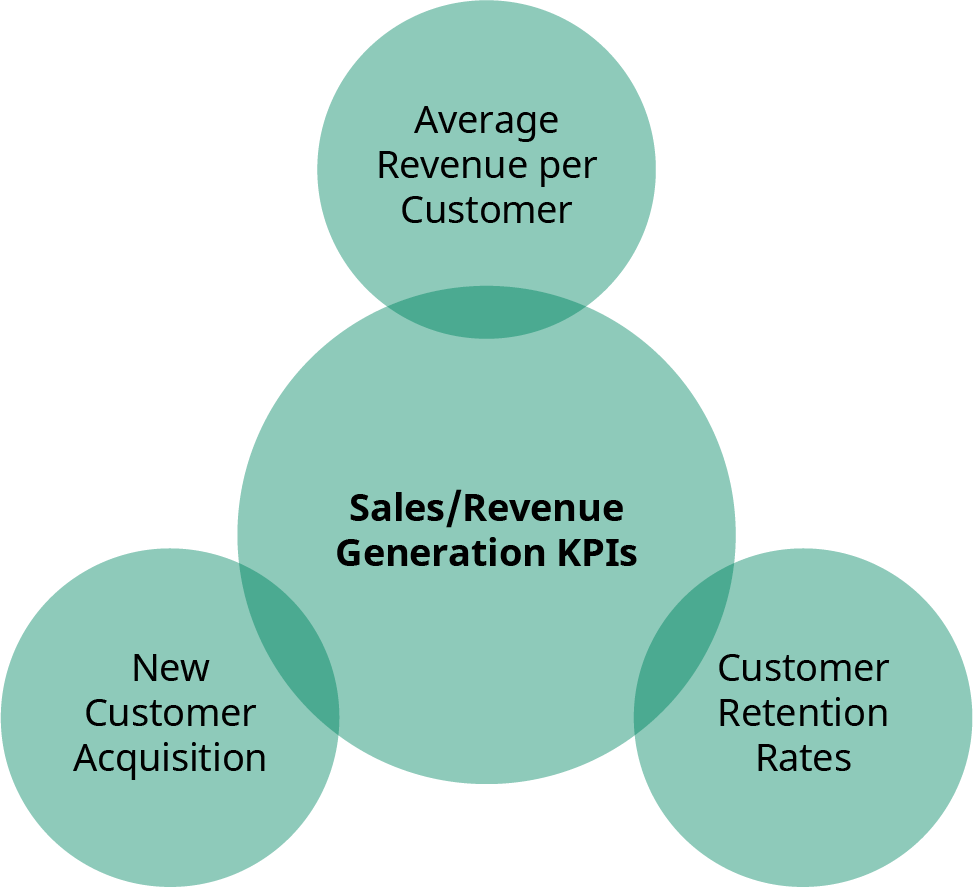 Average
Revenue per
Customer
Sales/Revenue
Generation KPIs
New
Customer
Acquisition
Customer
Retention
Rates